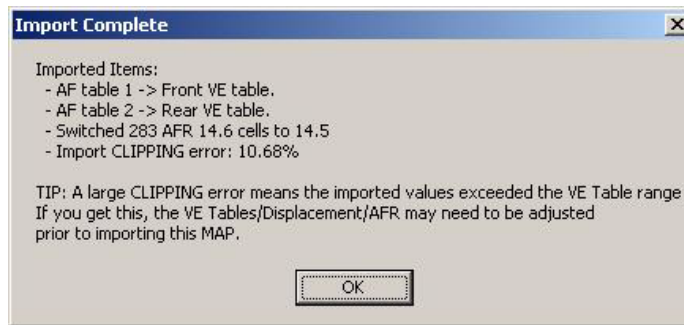 Import Complete
Imported Items:
- AF table 1 -> Front VE table.
- AF table 2 -> Rear VE table.
- Switched 283 AFR 14.6 cells to 14.5
- Import CLIPPING error: 10.68%
TIP: A large CLIPPING error means the imported values exceeded the VE Table range
If you get this, the VE Tables/Displacement/AFR may need to be adjusted
prior to importing this MAP.
OK